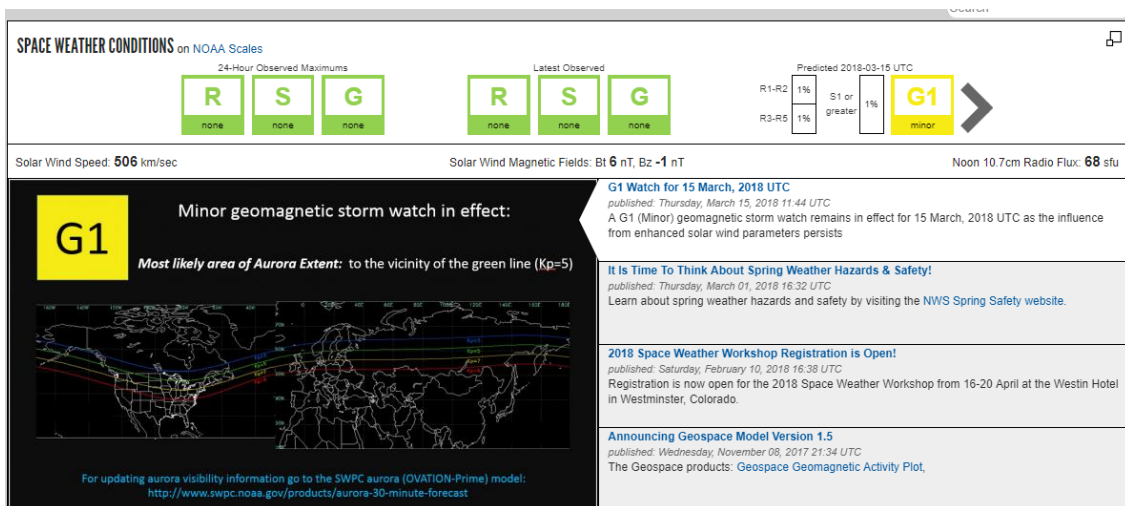 Search
SPACE WEATHER CONDITIONS on NOAA Scales
24-Hour Observed Maximums
R S G
none none none
Latest Observed
R S G
none none none
Predicted 2018-03-15 UTC
R1-R2 1%
R3-R5 1%
S1 or
greater
1%
G1
minor
Solar Wind Speed: 506 km/sec
Solar Wind Magnetic Fields: Bt 6 nT, Bz -1 nT
Noon 10.7cm Radio Flux: 68 sfu
G1
Minor geomagnetic storm watch in effect:
Most likely area of Aurora Extent: to the vicinity of the green line (Kp=5)
For updating aurora visibility information go to the SWPC aurora (OVATION-Prime) model:
http://www.swpc.noaa.gov/products/aurora-30-minute-forecast
G1 Watch for 15 March, 2018 UTC
published: Thursday, March 15, 2018 11:44 UTC
A G1 (Minor) geomagnetic storm watch remains in effect for 15 March, 2018 UTC as the influence
from enhanced solar wind parameters persists
It Is Time To Think About Spring Weather Hazards & Safety!
published: Thursday, March 01, 2018 16:32 UTC
Learn about spring weather hazards and safety by visiting the NWS Spring Safety website.
2018 Space Weather Workshop Registration is Open!
published: Saturday, February 10, 2018 16:38 UTC
Registration is now open for the 2018 Space Weather Workshop from 16-20 April at the Westin Hotel
in Westminster, Colorado.
Announcing Geospace Model Version 1.5
published: Wednesday, November 08, 2017 21:34 UTC
The Geospace products: Geospace Geomagnetic Activity Plot,